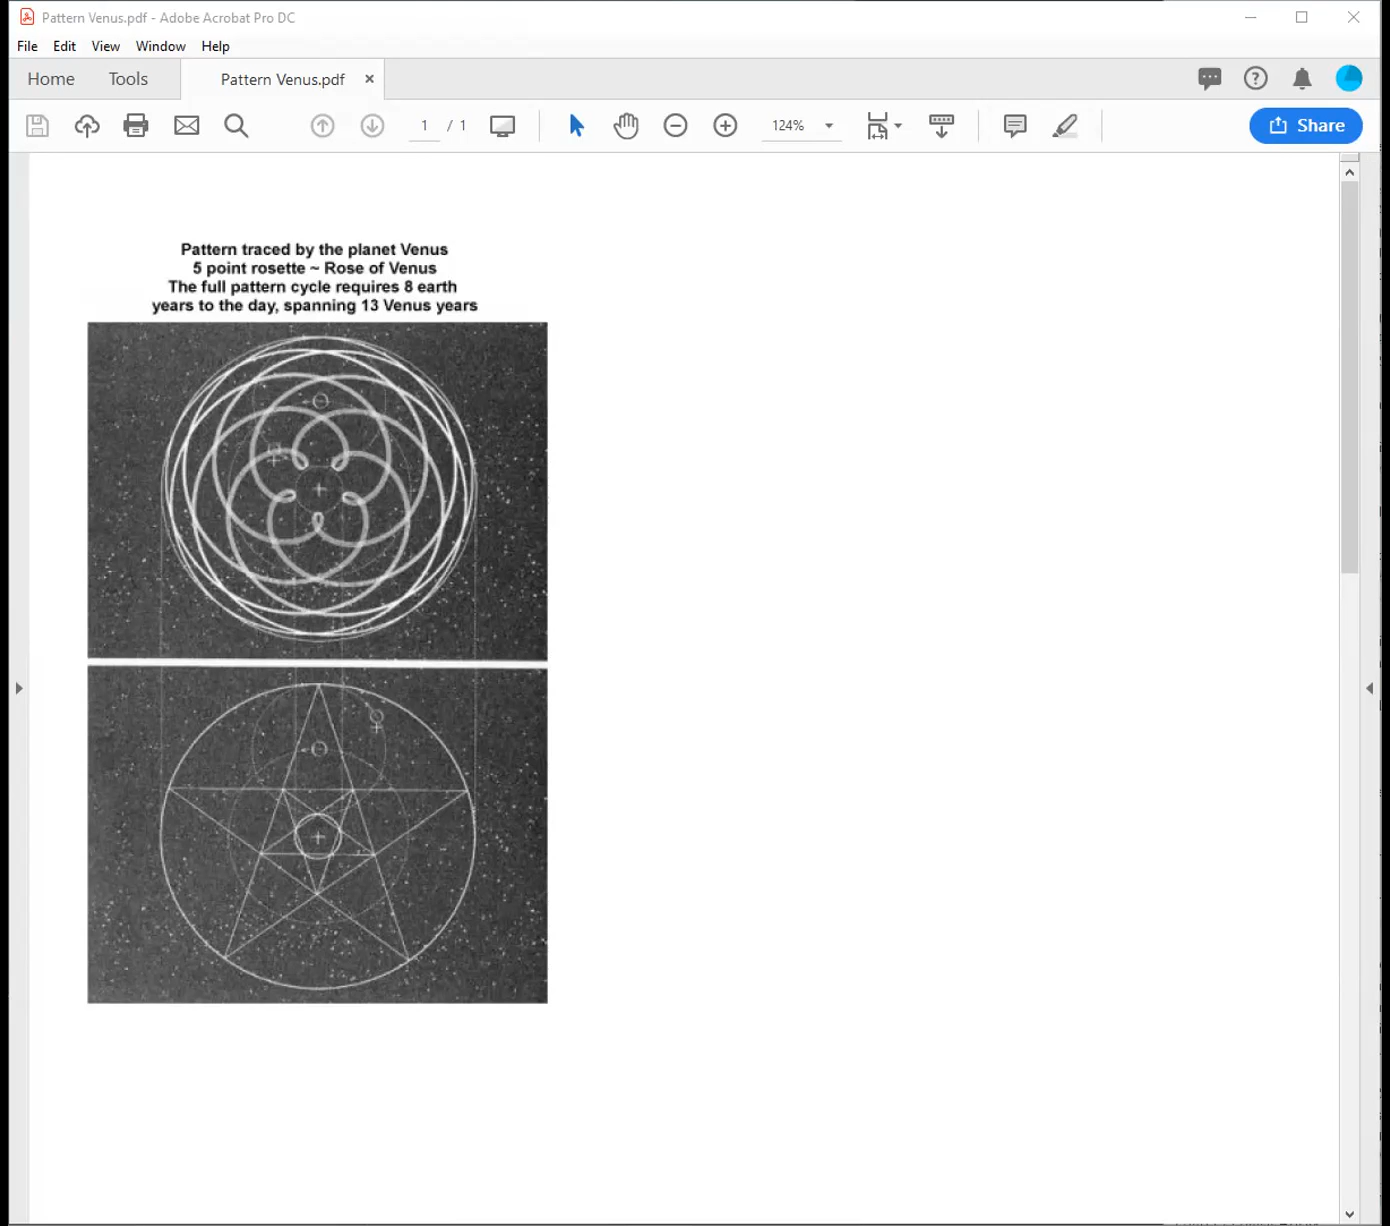 Pattern Venus.pdf - Adobe Acrobat Pro DC
File Edit View Window Help
Home Tools Pattern Venus.pdf ×
1 / 1 124% Share
Pattern traced by the planet Venus
5 point rosette ~ Rose of Venus
The full pattern cycle requires 8 earth
years to the day, spanning 13 Venus years